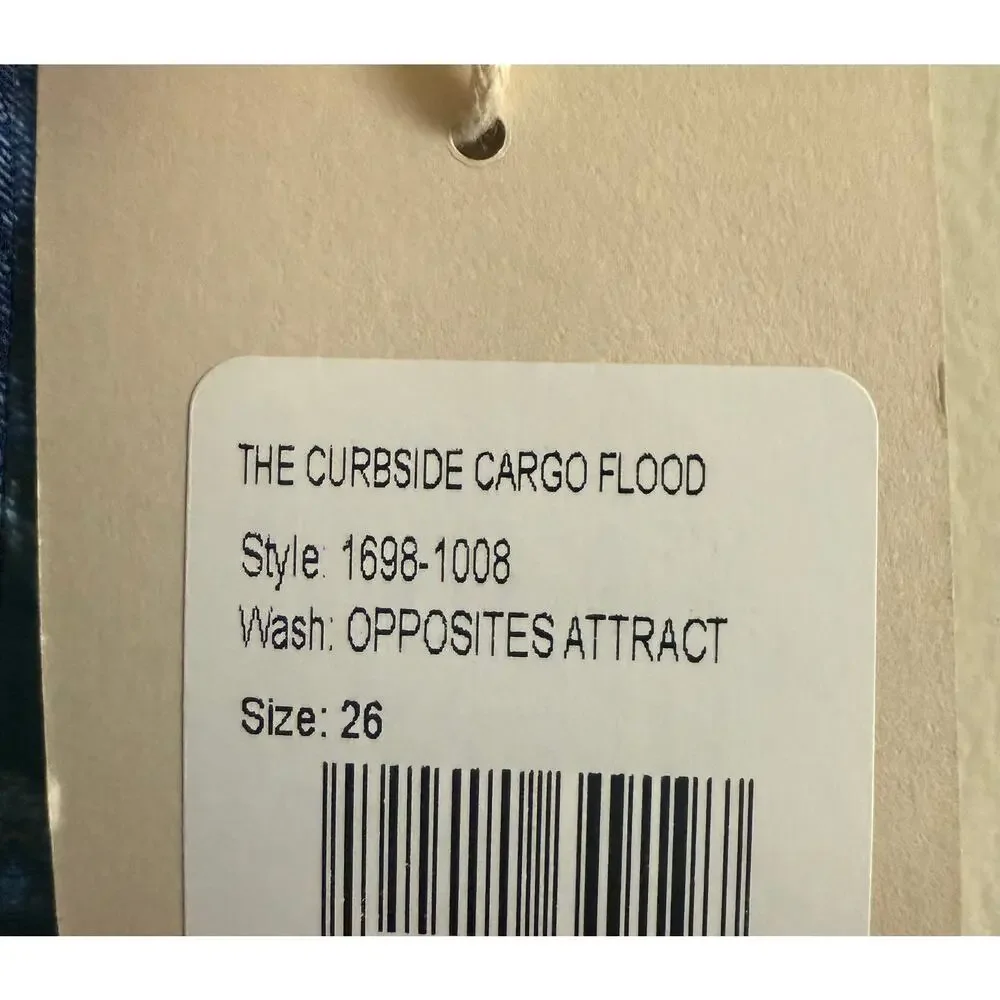 THE CURBSIDE CARGO FLOOD
Style: 1698-1008
Wash: OPPOSITES ATTRACT
Size: 26